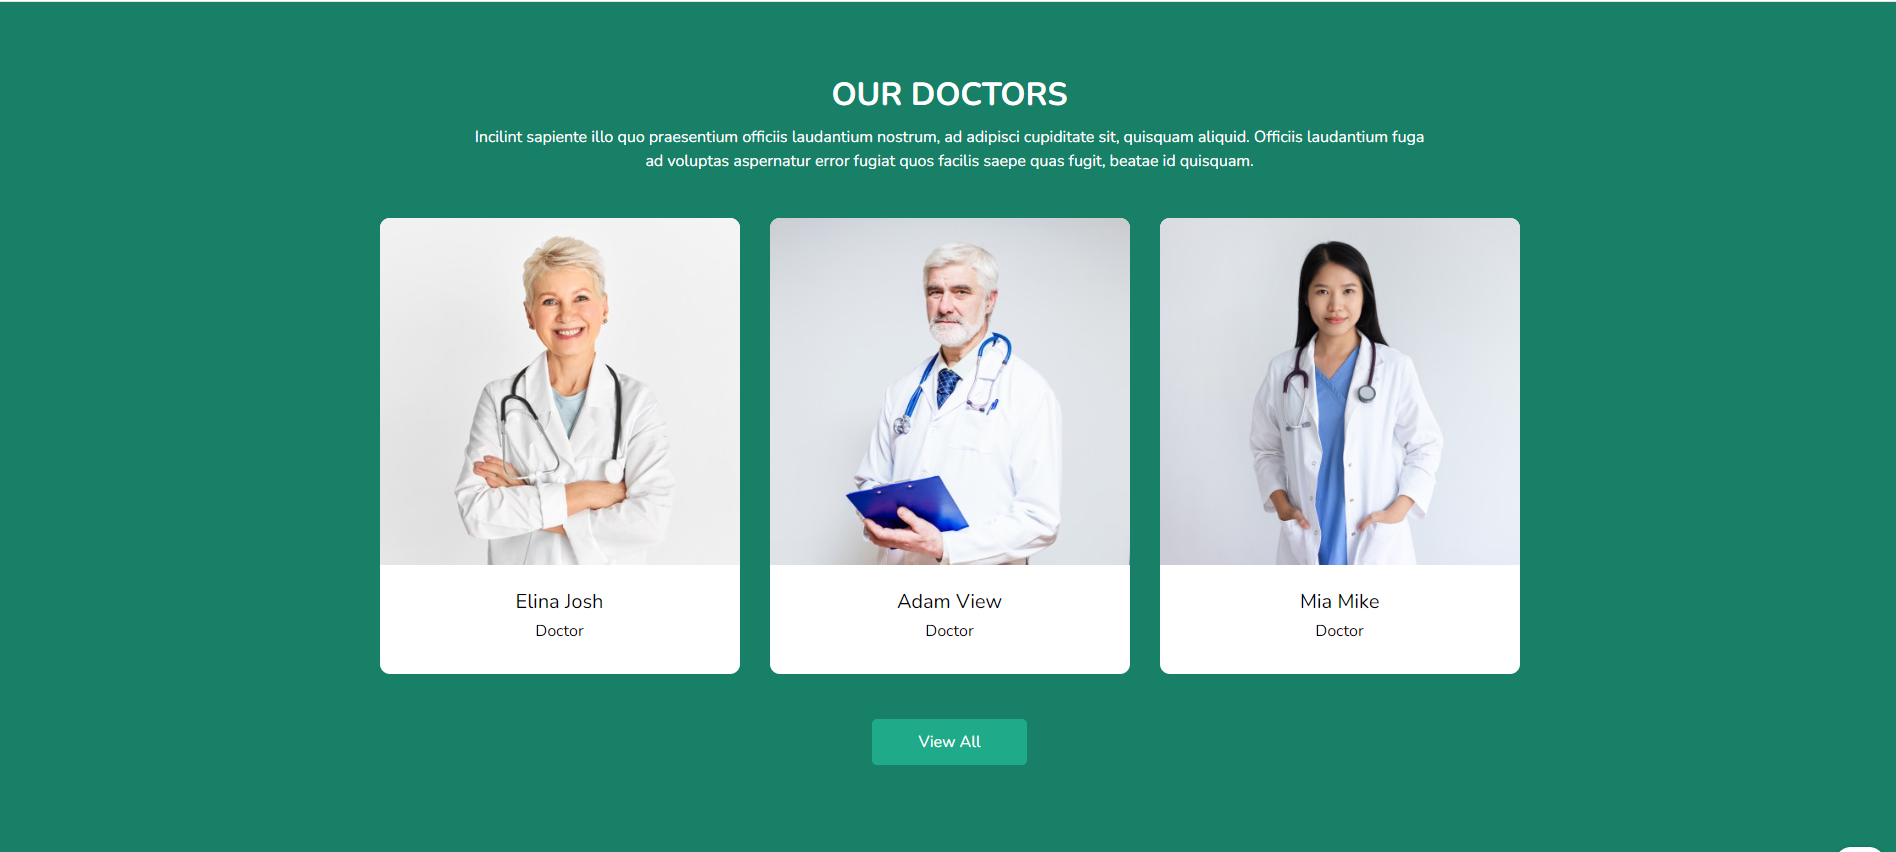 OUR DOCTORS
Incilint sapiente illo quo praesentium officiis laudantium nostrum, ad adipisci cupiditate sit, quisquam aliquid. Officiis laudantium fuga
ad voluptas aspernatur error fugiat quos facilis saepe quas fugit, beatae id quisquam.
Elina Josh
Doctor
Adam View
Doctor
Mia Mike
Doctor
View All